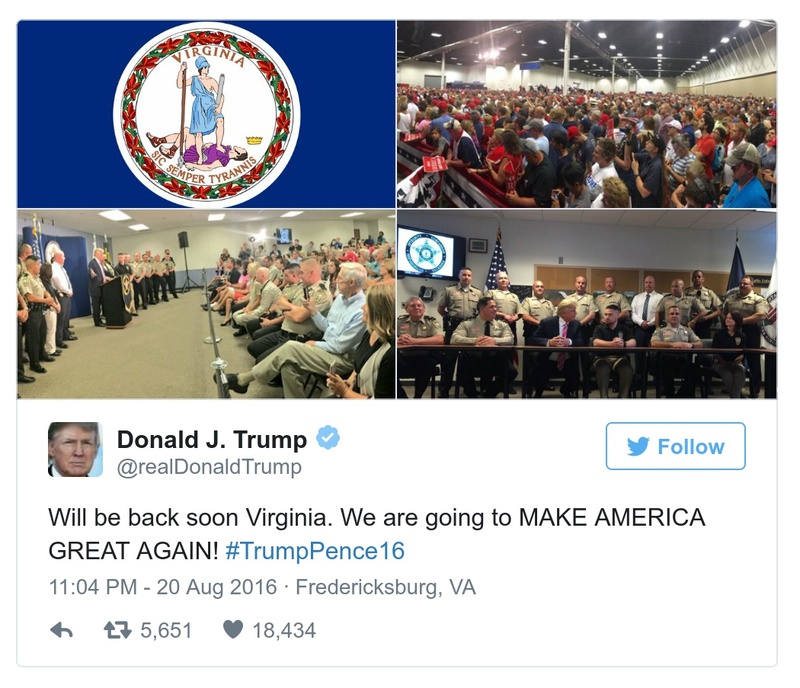 VIRGINIA
SIC SEMPER TYRANNIS
Donald J. Trump
@realDonaldTrump
Follow
Will be back soon Virginia. We are going to MAKE AMERICA
GREAT AGAIN! #TrumpPence16
11:04 PM - 20 Aug 2016 · Fredericksburg, VA
5,651 18,434